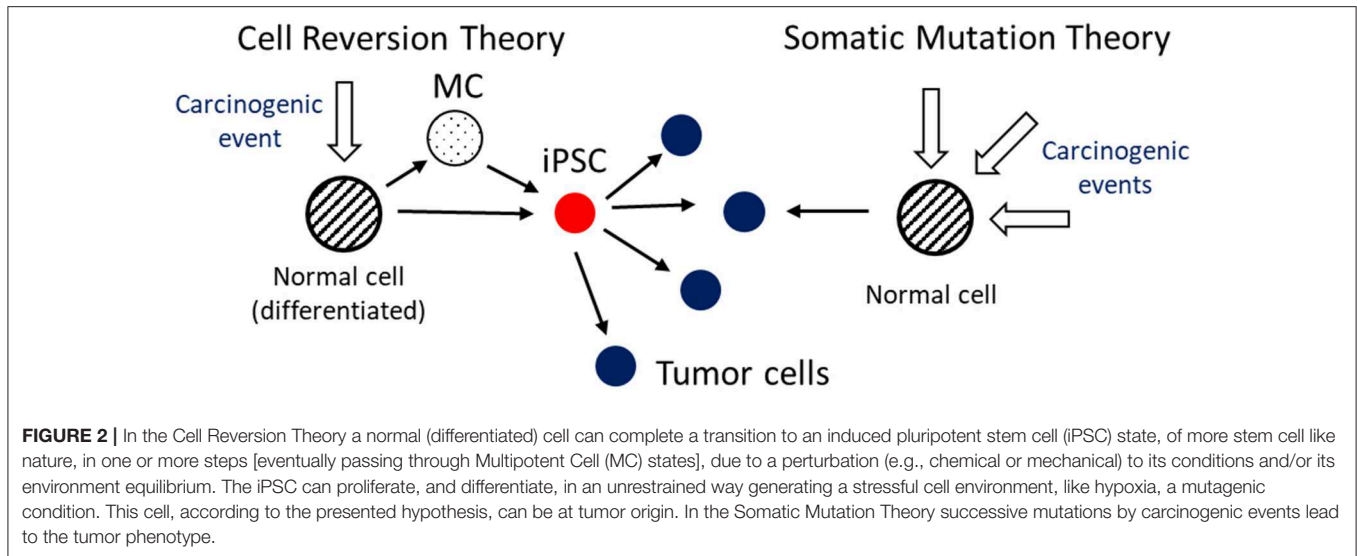 Cell Reversion Theory
Somatic Mutation Theory
Carcinogenic
event
MC
iPSC
Normal cell
(differentiated)
Carcinogenic
events
Normal cell
Tumor cells
FIGURE 2 | In the Cell Reversion Theory a normal (differentiated) cell can complete a transition to an induced pluripotent stem cell (iPSC) state, of more stem cell like
nature, in one or more steps [eventually passing through Multipotent Cell (MC) states], due to a perturbation (e.g., chemical or mechanical) to its conditions and/or its
environment equilibrium. The iPSC can proliferate, and differentiate, in an unrestrained way generating a stressful cell environment, like hypoxia, a mutagenic
condition. This cell, according to the presented hypothesis, can be at tumor origin. In the Somatic Mutation Theory successive mutations by carcinogenic events lead
to the tumor phenotype.